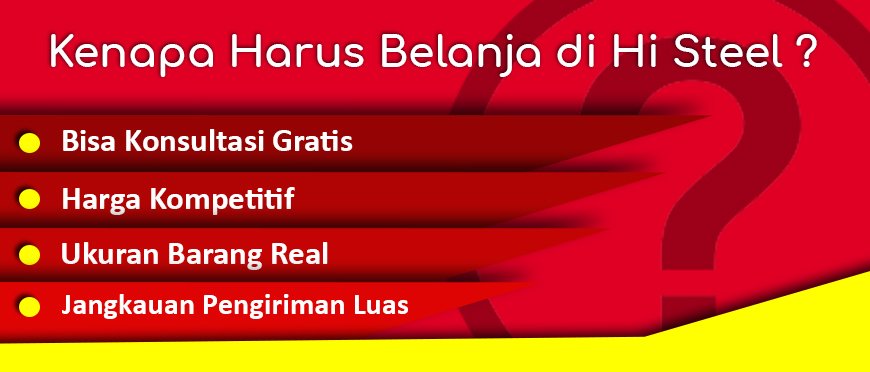 Kenapa Harus Belanja di Hi Steel ?
Bisa Konsultasi Gratis
Harga Kompetitif
Ukuran Barang Real
Jangkauan Pengiriman Luas